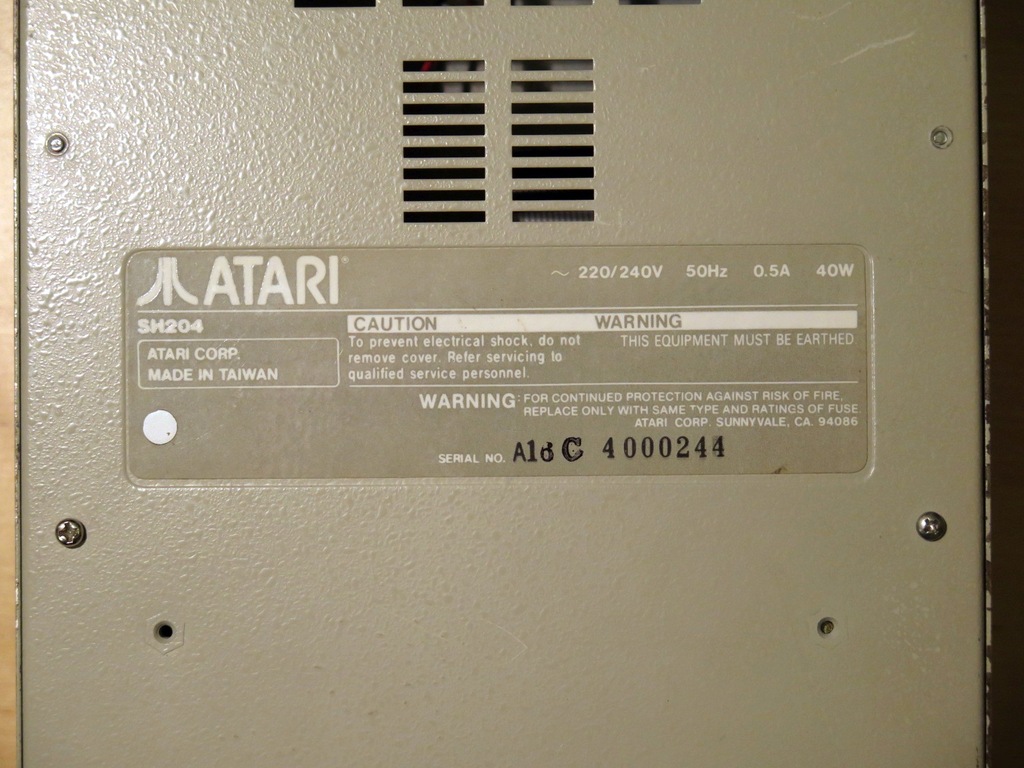 ATARI ® ~ 220/240V 50Hz 0.5A 40W
SH204
CAUTION WARNING
ATARI CORP.
MADE IN TAIWAN
To prevent electrical shock, do not
remove cover. Refer servicing to
qualified service personnel.
THIS EQUIPMENT MUST BE EARTHED
WARNING: FOR CONTINUED PROTECTION AGAINST RISK OF FIRE,
REPLACE ONLY WITH SAME TYPE AND RATINGS OF FUSE
ATARI CORP. SUNNYVALE, CA. 94086
SERIAL NO. A16 C 4000244